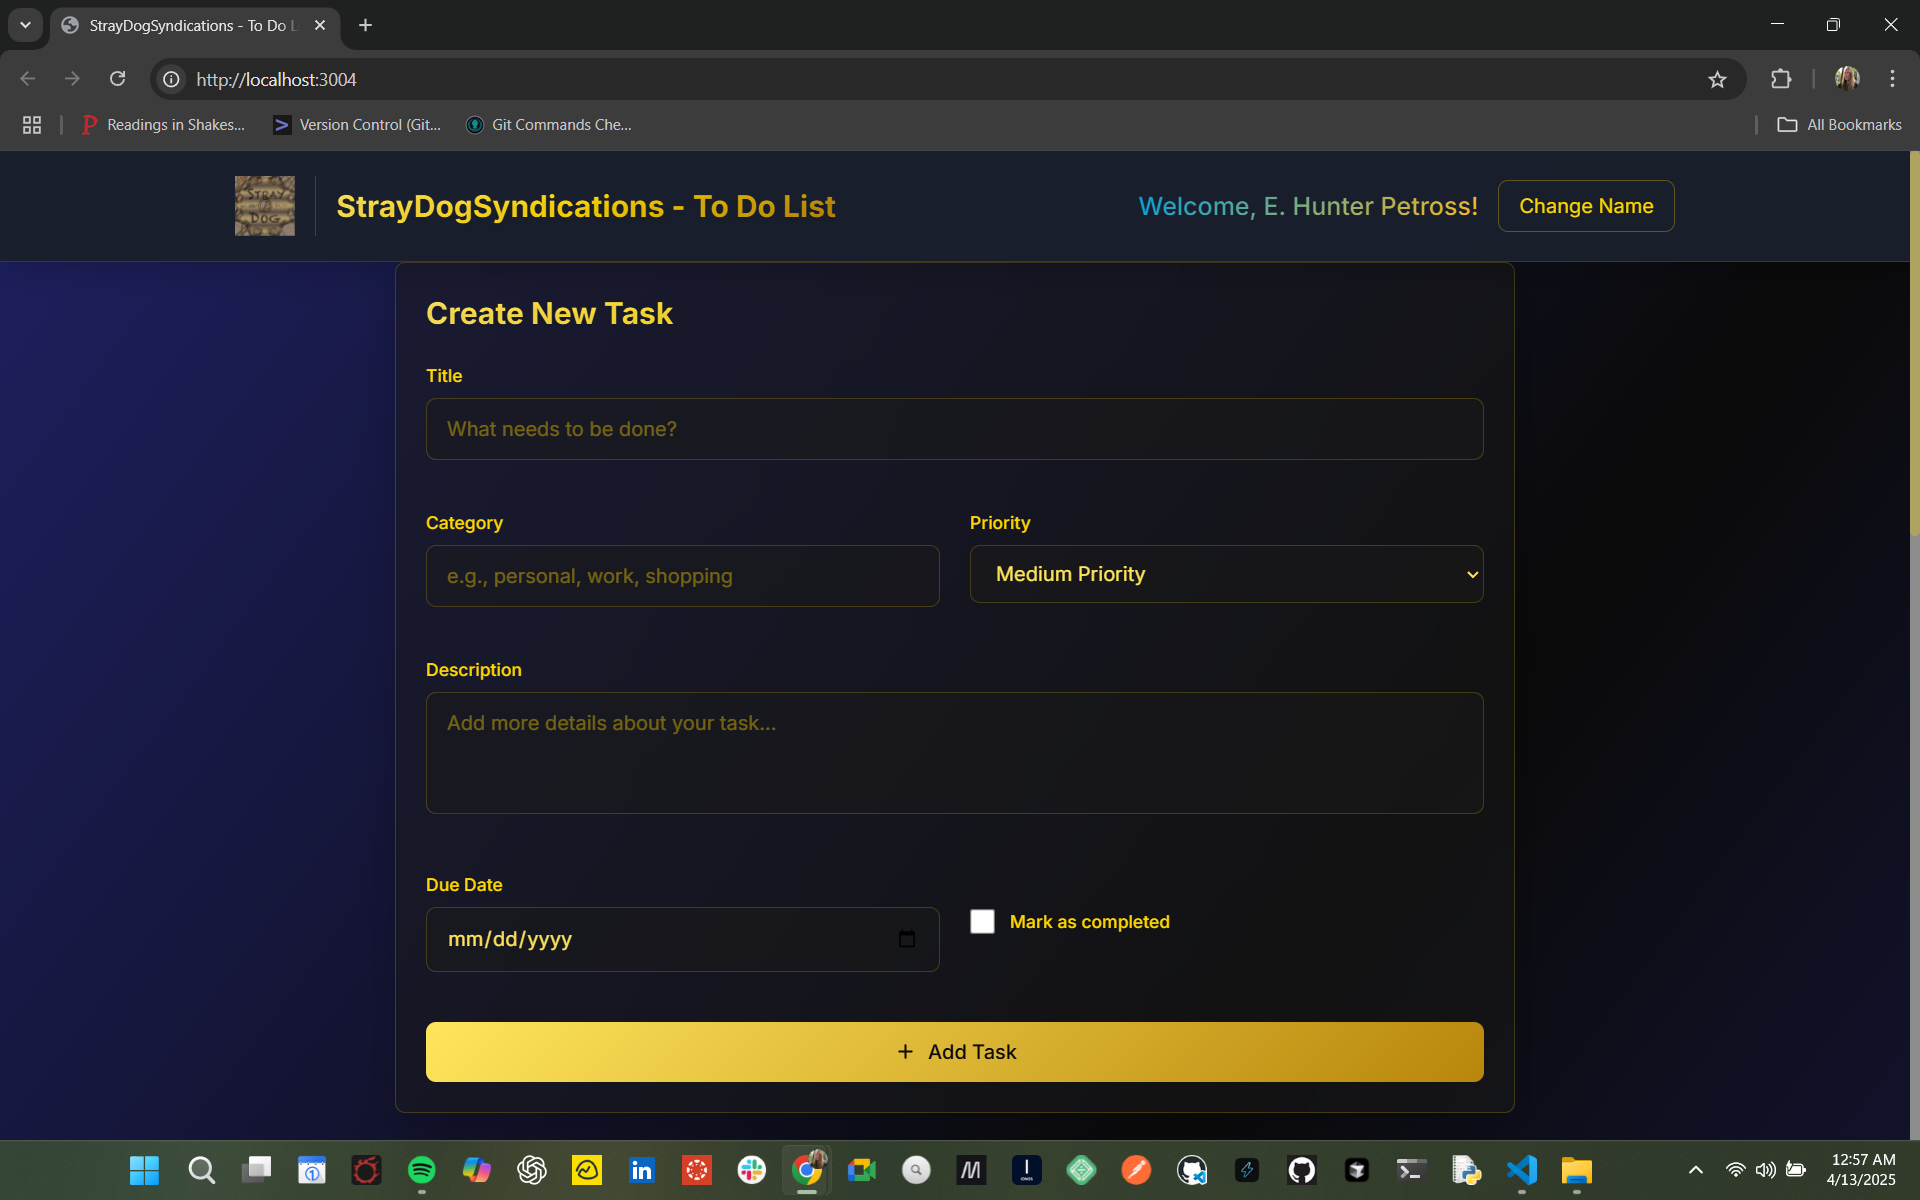 StrayDogSyndications - To Do L
http://localhost:3004
Readings in Shakes...
Version Control (Git...
Git Commands Che...
All Bookmarks
STRAY
DOG
StrayDogSyndications - To Do List
Welcome, E. Hunter Petross!
Change Name
Create New Task
Title
What needs to be done?
Category
Priority
e.g., personal, work, shopping
Medium Priority
Description
Add more details about your task...
Due Date
mm/dd/yyyy
Mark as completed
+ Add Task
12:57 AM
4/13/2025